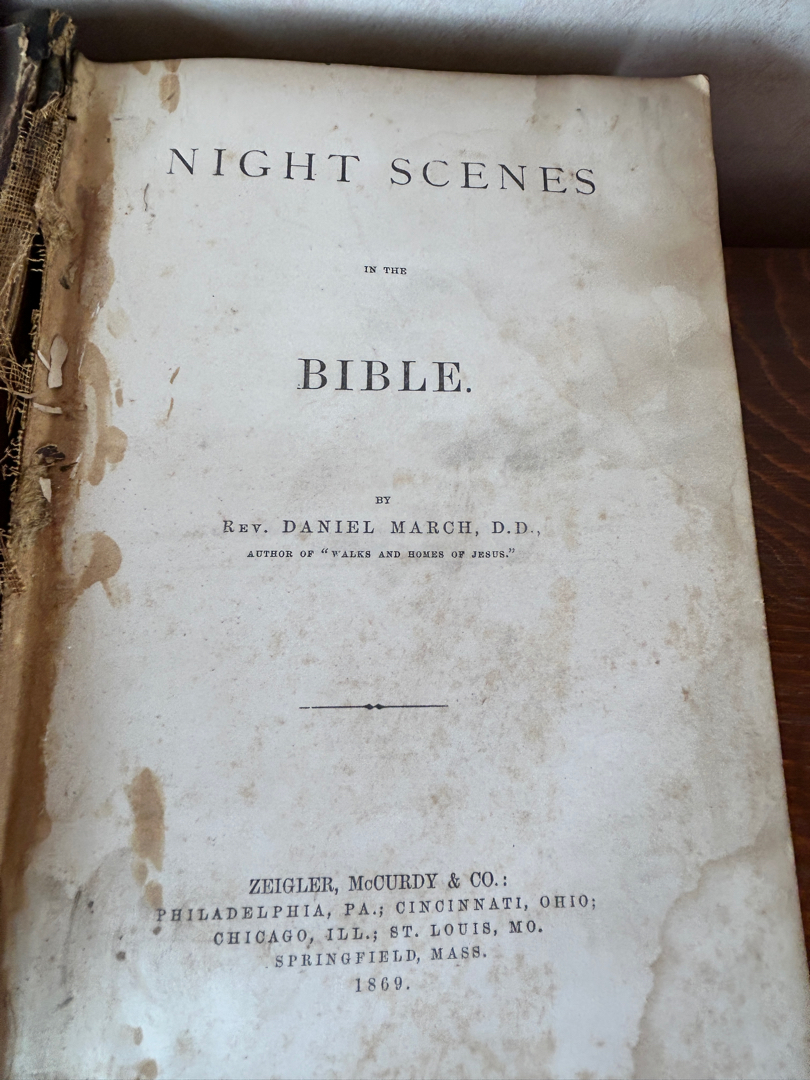 NIGHT SCENES
IN THE
BIBLE.
BY
REV. DANIEL MARCH, D.D.,
AUTHOR OF "WALKS AND HOMES OF JESUS."
ZEIGLER, McCURDY & CO.:
PHILADELPHIA, PA.; CINCINNATI, OHIO;
CHICAGO, ILL.; ST. LOUIS, MO.
SPRINGFIELD, MASS.
1869.